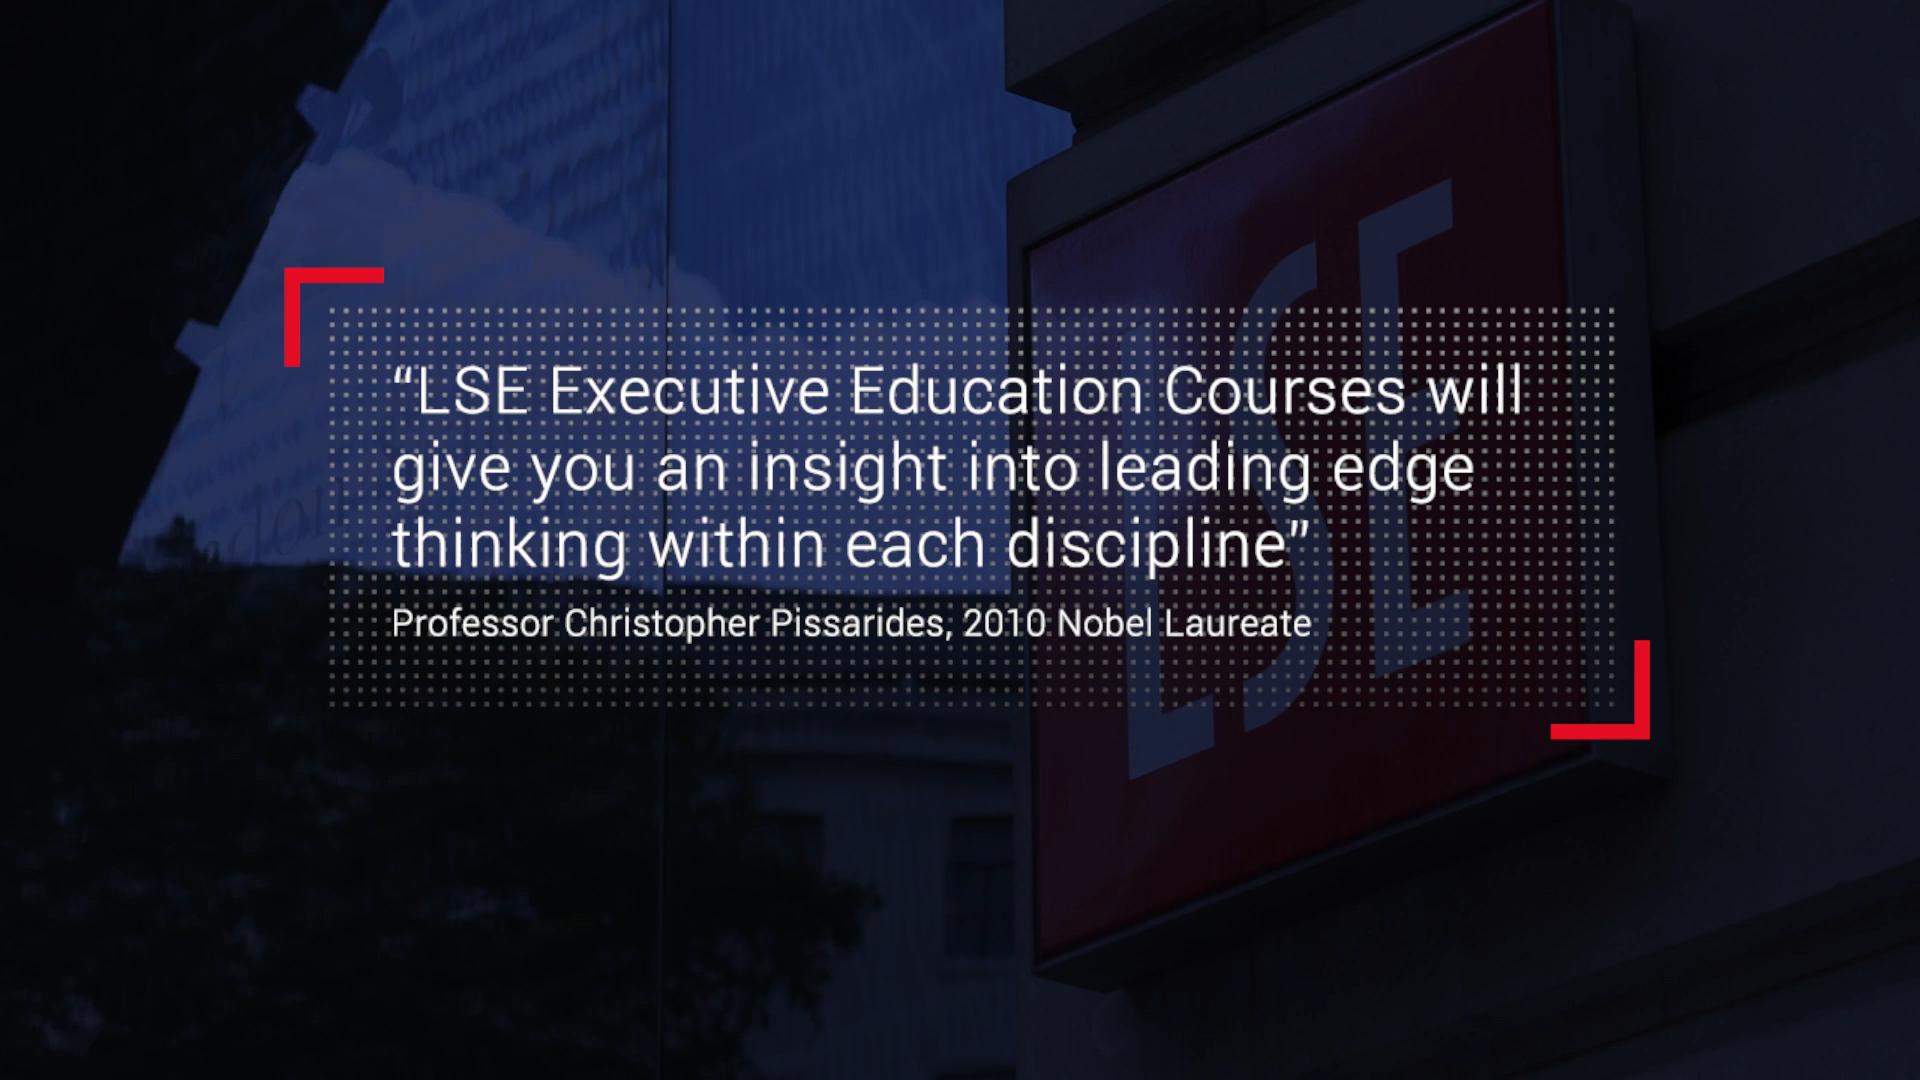 “LSE Executive Education Courses will
give you an insight into leading edge
thinking within each discipline”
Professor Christopher Pissarides, 2010 Nobel Laureate
LSE